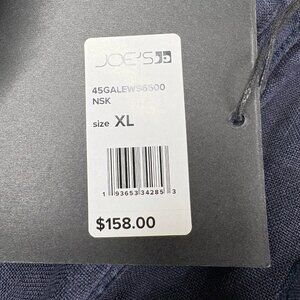 JOE'S
45GALEWS6500
NSK
size XL
1 93653 34285 3
$158.00